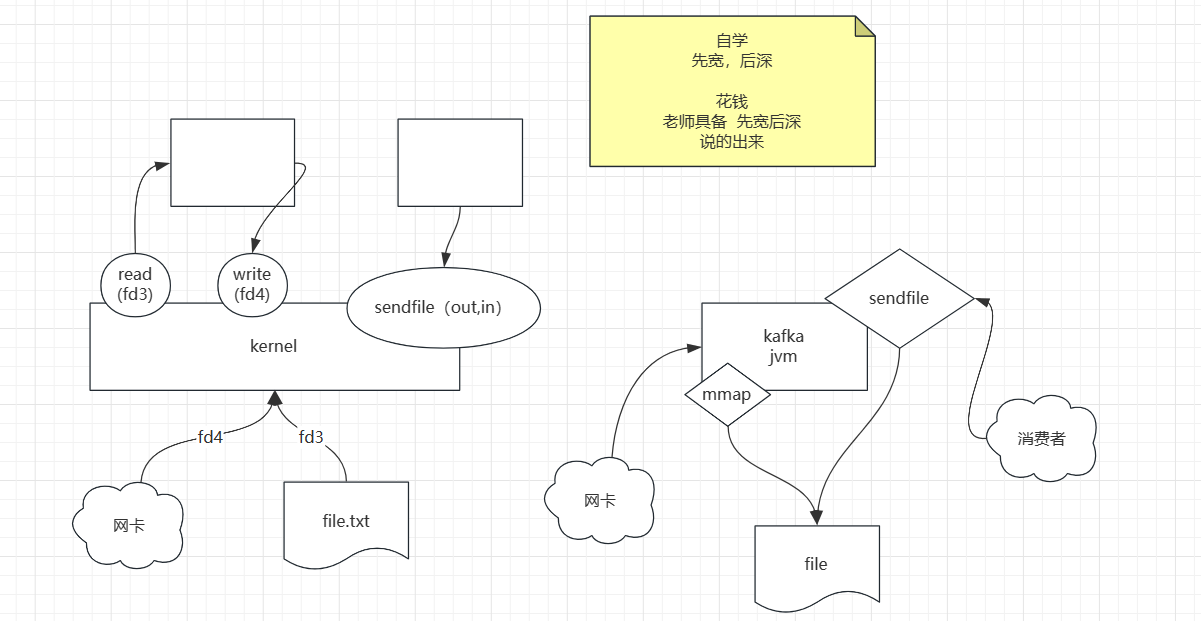 自学
先宽，后深
花钱
老师具备 先宽后深
说的出来
read
(fd3)
write
(fd4)
sendfile（out,in）
kernel
fd4
fd3
网卡
file.txt
sendfile
kafka
jvm
mmap
消费者
网卡
file